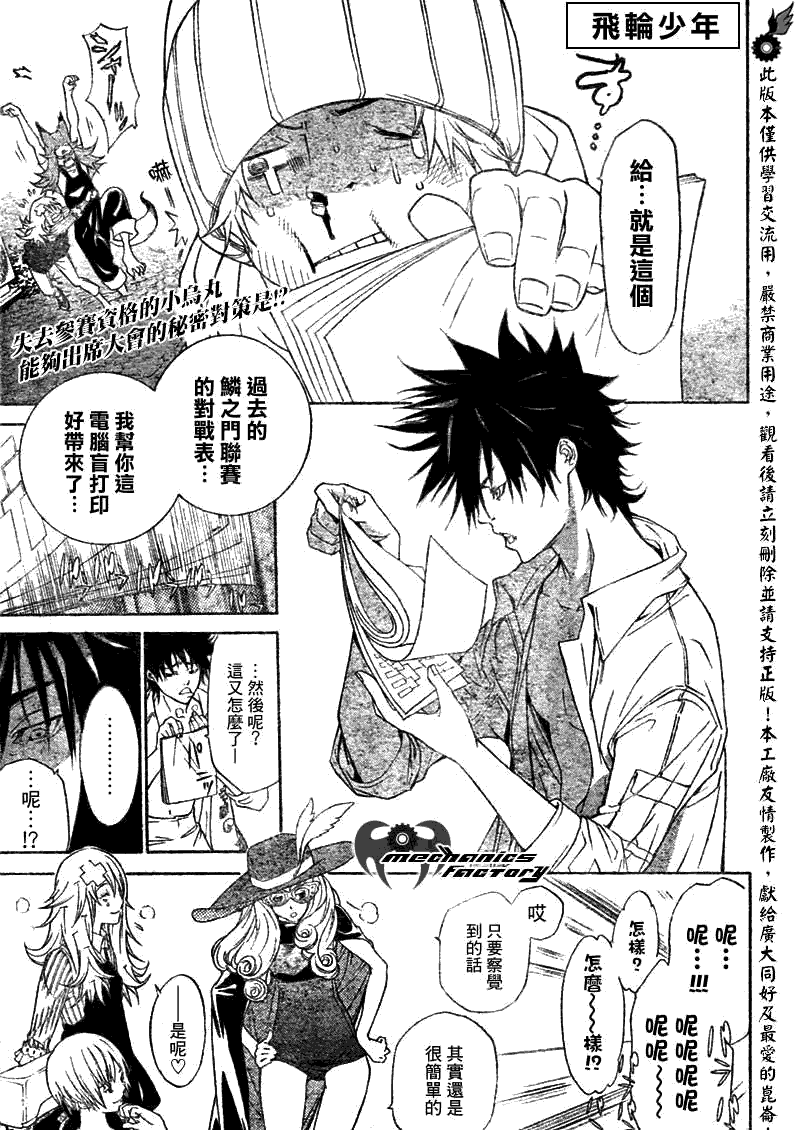 飛輪少年
給…
就是這個
嚇—
失去參賽資格的小烏丸
能夠出席大會的秘密對策是!?
過去的
鱗之門聯賽
的對戰表…
我幫你這
電腦盲打印
好帶來了…
…然後呢?
這又怎麼了—
………
…呢…!?
呢…
呢…!!!
怎樣?
怎麼～～樣!?
呢呢呢呢
呢呢～～
哎
只要察覺
到的話
其實還是
很簡單的
——是呢♡
mechanics
factory
此版本僅供學習交流用，嚴禁商業用途，觀看後請立刻刪除並請支持正版！本工廠友情製作，獻給廣大同好及最愛的崑崙